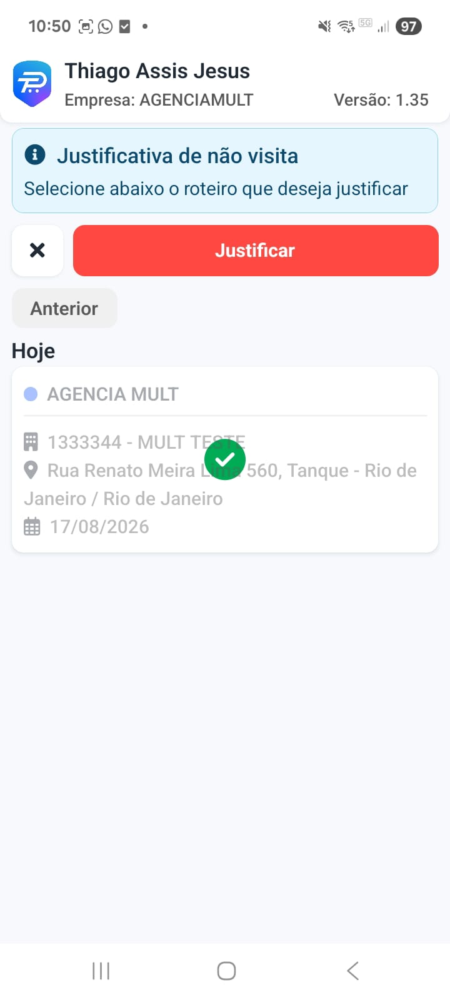 10:50
5G
97
Thiago Assis Jesus
Empresa: AGENCIAMULT
Versão: 1.35
Justificativa de não visita
Selecione abaixo o roteiro que deseja justificar
Justificar
Anterior
Hoje
AGENCIA MULT
1333344 - MULT TESTE
Rua Renato Meira Lima 560, Tanque - Rio de
Janeiro / Rio de Janeiro
17/08/2026